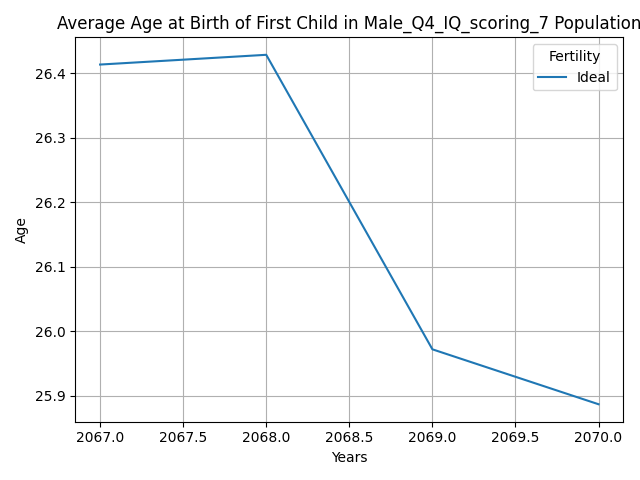 Average Age at Birth of First Child in Male_Q4_IQ_scoring_7 Population
Fertility
Ideal
26.4
26.3
26.2
26.1
26.0
25.9
Age
2067.0 2067.5 2068.0 2068.5 2069.0 2069.5 2070.0
Years